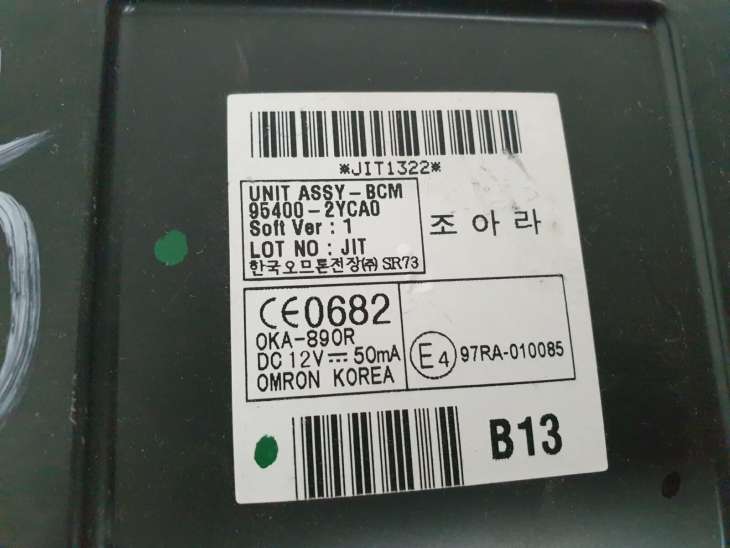 *JIT1322*
UNIT ASSY-BCM
95400-2YCA0
Soft Ver : 1
LOT NO : JIT
한국오므론전장㈜ SR73
조아라
CE0682
OKA-890R
DC 12V⎓50mA
OMRON KOREA
E4 97RA-010085
B13